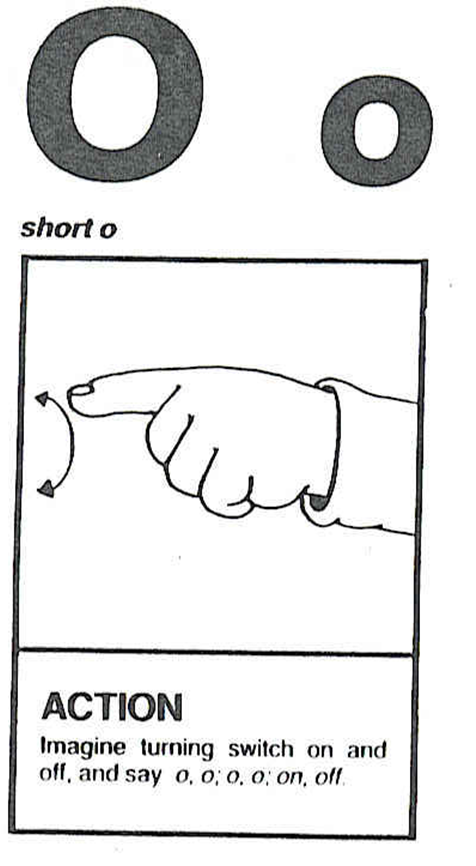 O o
short o
ACTION
Imagine turning switch on and
off, and say o, o; o, o; on, off.